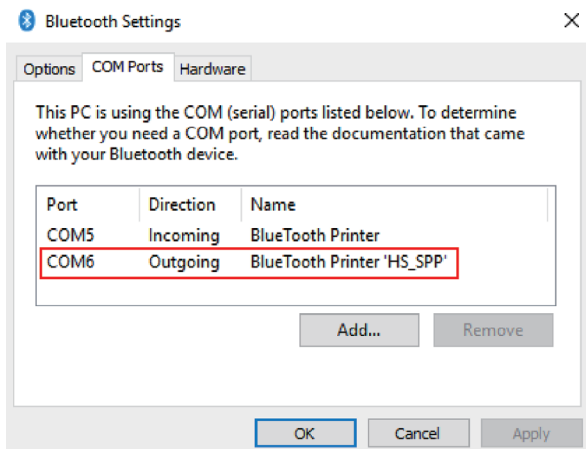 Bluetooth Settings
Options COM Ports Hardware
This PC is using the COM (serial) ports listed below. To determine
whether you need a COM port, read the documentation that came
with your Bluetooth device.
Port Direction Name
COM5 Incoming BlueTooth Printer
COM6 Outgoing BlueTooth Printer 'HS_SPP'
Add... Remove
OK Cancel Apply